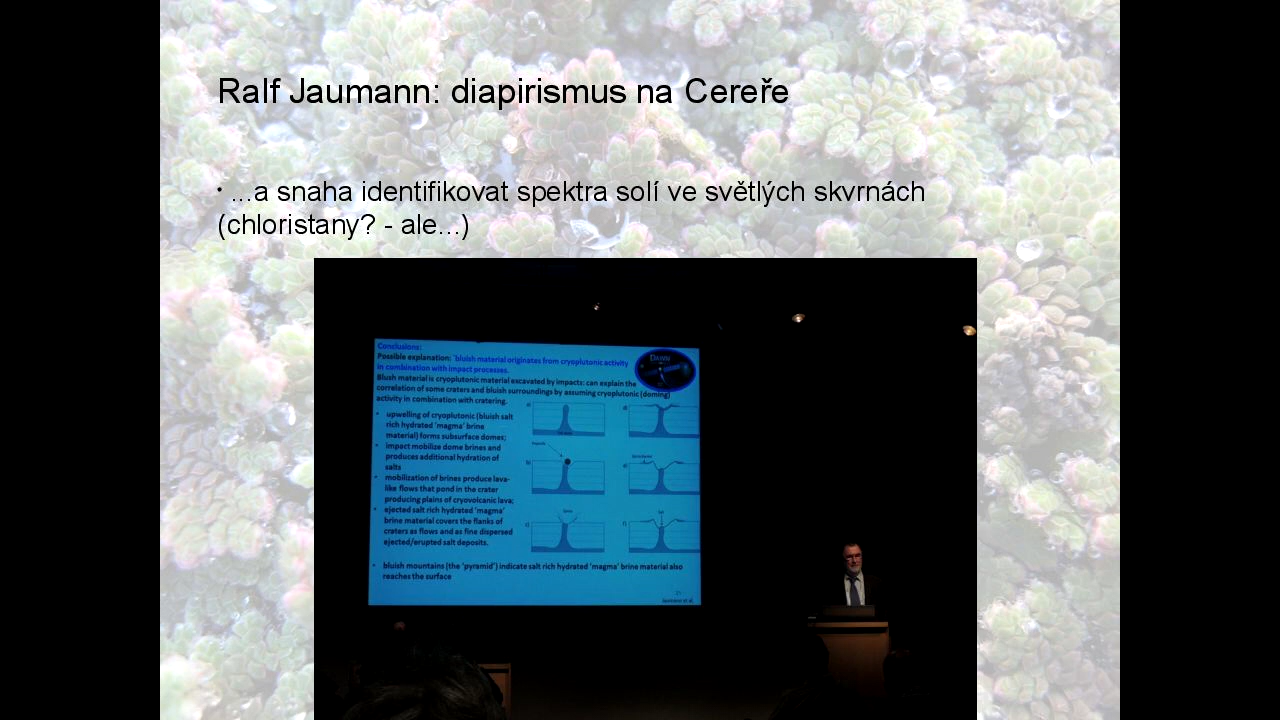 Ralf Jaumann: diapirismus na Cereře
• ...a snaha identifikovat spektra solí ve světlých skvrnách
(chloristany? - ale...)
Conclusions:
Possible explanation: bluish material originates from cryoplutonic activity
in combination with impact processes.
DAWN
Bluish material is cryoplutonic material excavated by impacts: can explain the
correlation of some craters and bluish surroundings by assuming cryoplutonic (doming)
activity in combination with cratering.
• upwelling of cryoplutonic (bluish salt
rich hydrated 'magma' brine
material) forms subsurface domes;
• impact mobilize dome brines and
produces additional hydration of
salts
• mobilization of brines produce lava-
like flows that pond in the crater
producing plains of cryovolcanic lava;
• ejected salt rich hydrated 'magma'
brine material covers the flanks of
craters as flows and as fine dispersed
ejected/erupted salt deposits.
a)
b)
c)
d)
e)
f)
• bluish mountains (the 'pyramid') indicate salt rich hydrated 'magma' brine material also
reaches the surface
Jaumann et al.